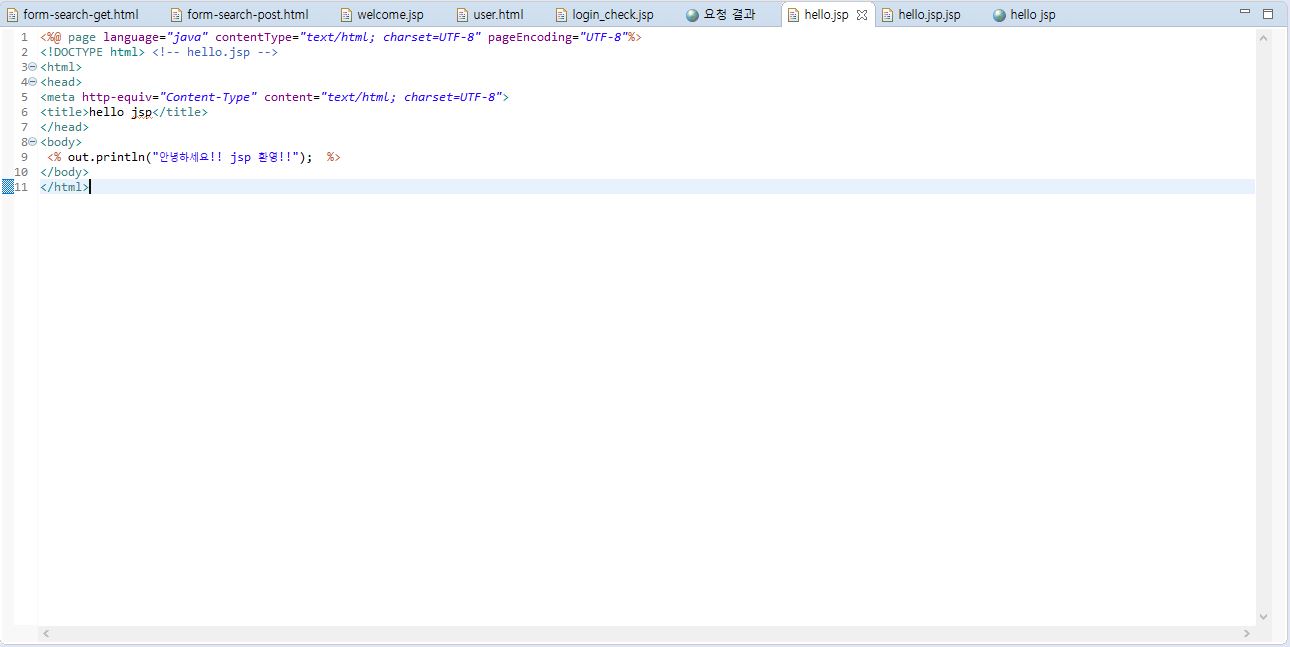 form-search-get.html form-search-post.html welcome.jsp user.html login_check.jsp 요청 결과 hello.jsp hello.jsp.jsp hello jsp
1 <%@ page language="java" contentType="text/html; charset=UTF-8" pageEncoding="UTF-8"%>
2 <!DOCTYPE html> <!-- hello.jsp -->
3 <html>
4 <head>
5 <meta http-equiv="Content-Type" content="text/html; charset=UTF-8">
6 <title>hello jsp</title>
7 </head>
8 <body>
9 <% out.println("안녕하세요!! jsp 환영!!");  %>
10 </body>
11 </html>